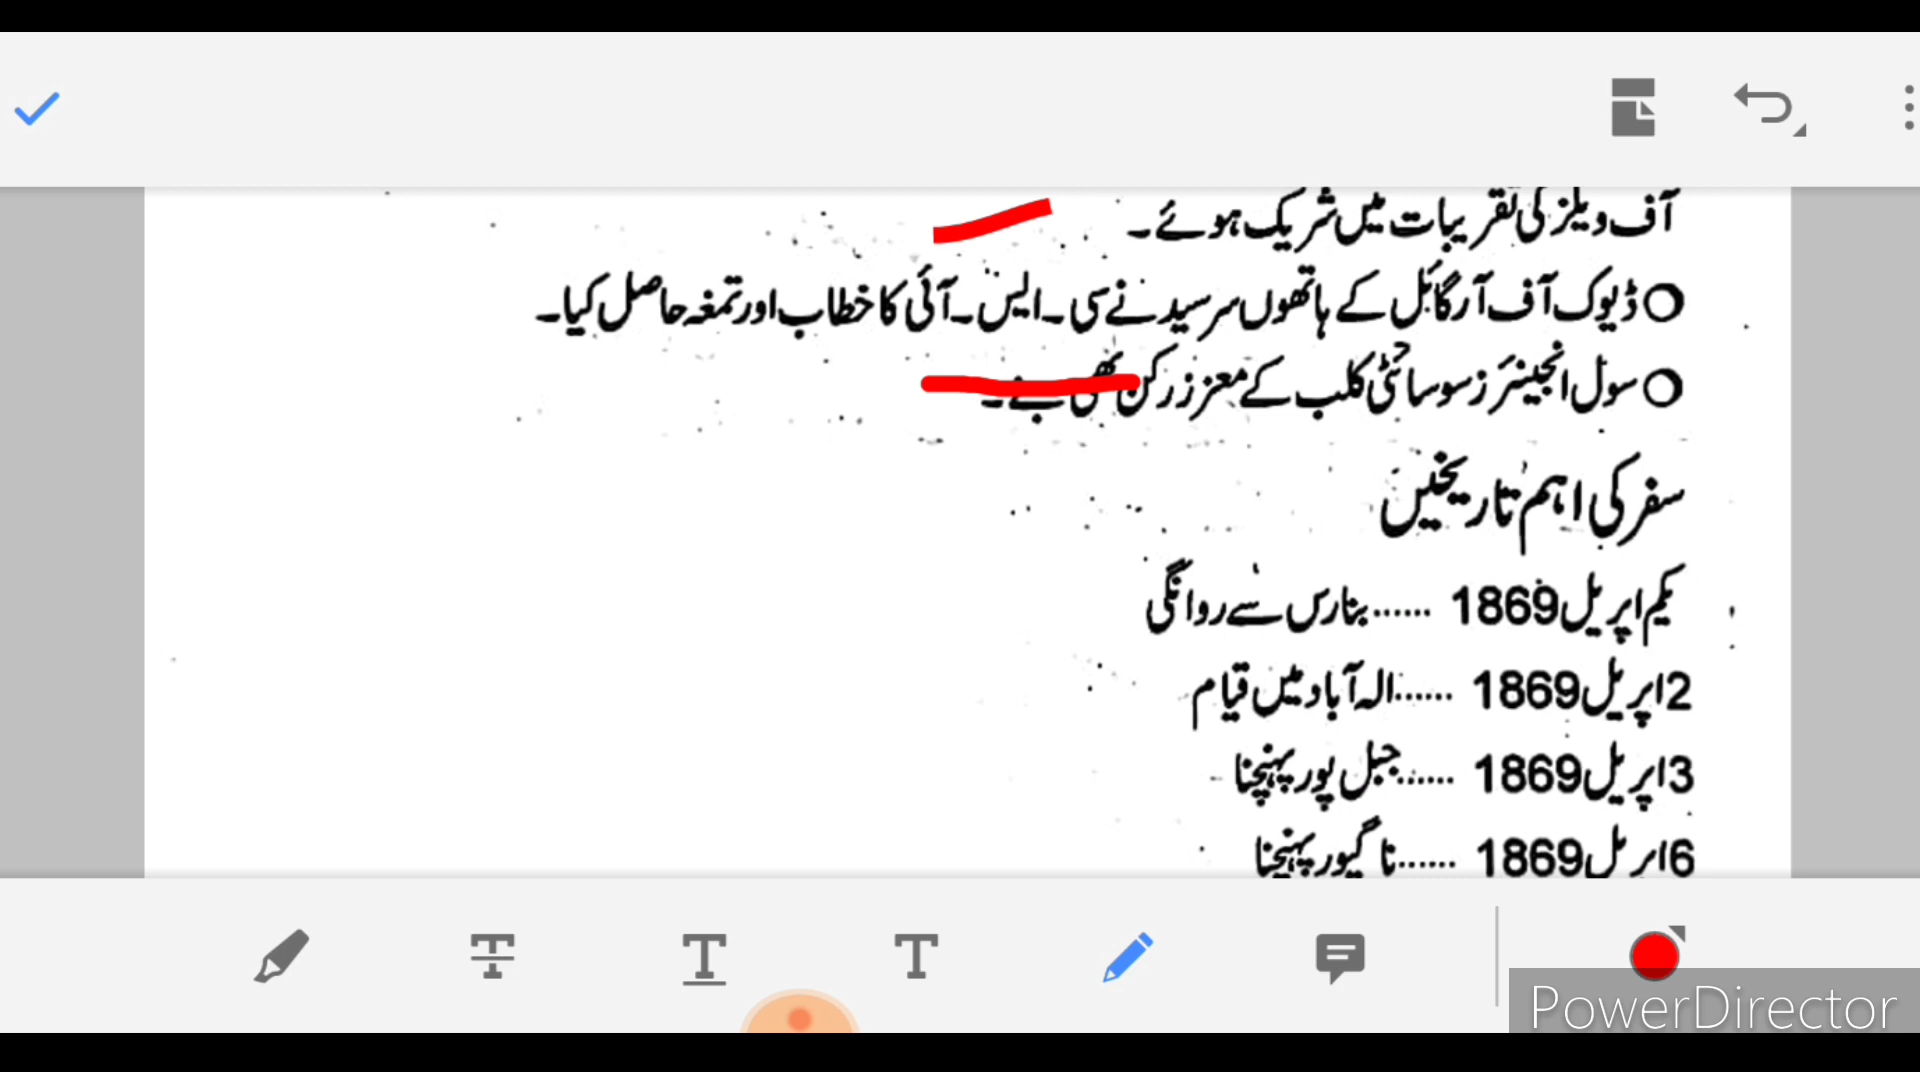 آف ویلز کی تقریبات میں شریک ہوئے۔
ڈیوک آف آرگائل کے ہاتھوں سرسید نے سی۔ایس۔آئی کا خطاب اور تمغہ حاصل کیا۔
سول انجینئرز سوسائٹی کلب کے معزز رکن بھی بنے۔
سفر کی اہم تاریخیں
یکم اپریل 1869 ......بنارس سے روانگی
2 اپریل 1869 ......الہ آباد میں قیام
3 اپریل 1869 ......جبل پور پہنچنا
6 اپریل 1869 ......ناگپور پہنچنا
PowerDirector